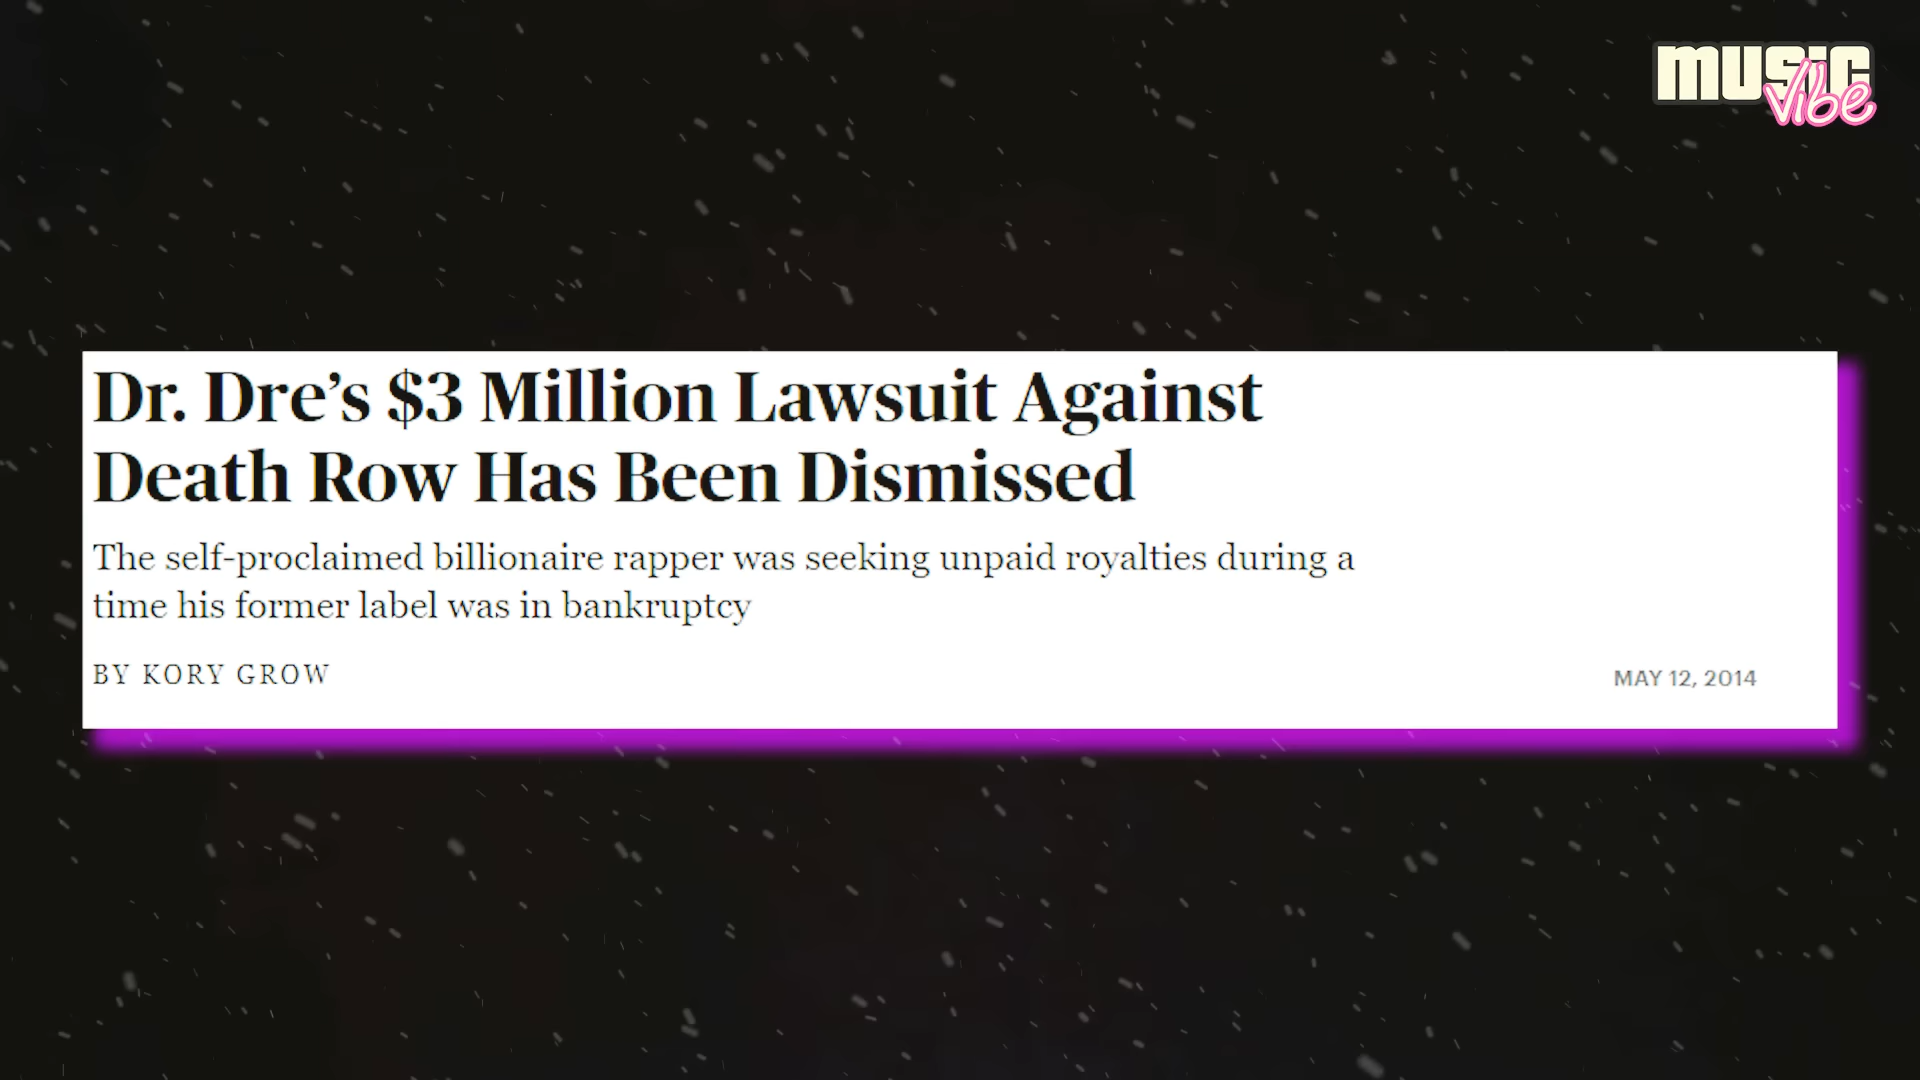 music
vibe
Dr. Dre’s $3 Million Lawsuit Against
Death Row Has Been Dismissed
The self-proclaimed billionaire rapper was seeking unpaid royalties during a
time his former label was in bankruptcy
BY KORY GROW
MAY 12, 2014